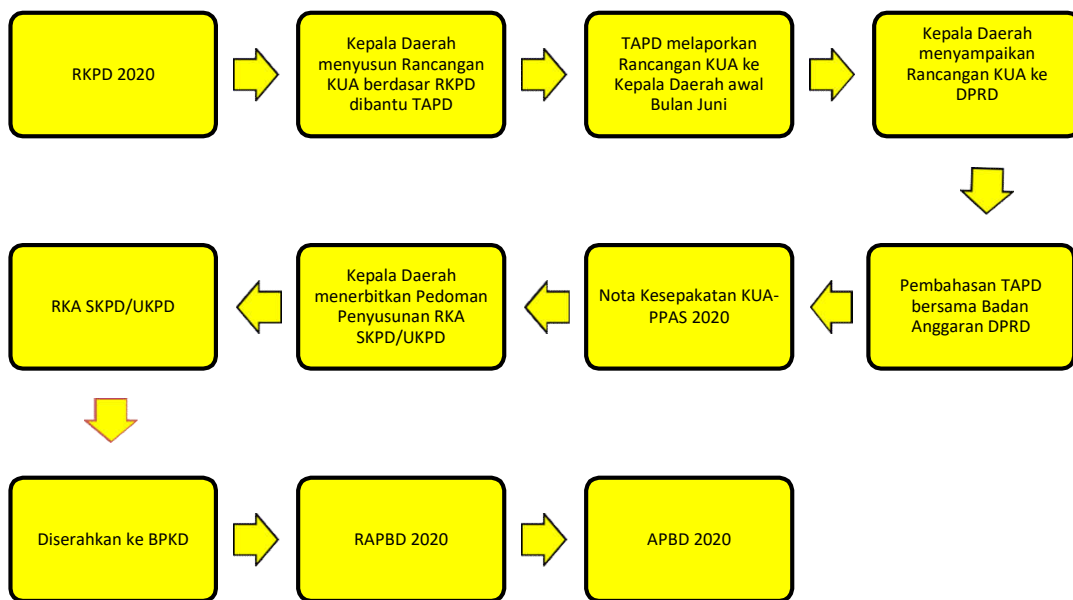 RKPD 2020
Kepala Daerah
menyusun Rancangan
KUA berdasar RKPD
dibantu TAPD
TAPD melaporkan
Rancangan KUA ke
Kepala Daerah awal
Bulan Juni
Kepala Daerah
menyampaikan
Rancangan KUA ke
DPRD
Pembahasan TAPD
bersama Badan
Anggaran DPRD
Nota Kesepakatan KUA-
PPAS 2020
Kepala Daerah
menerbitkan Pedoman
Penyusunan RKA
SKPD/UKPD
RKA SKPD/UKPD
Diserahkan ke BPKD
RAPBD 2020
APBD 2020